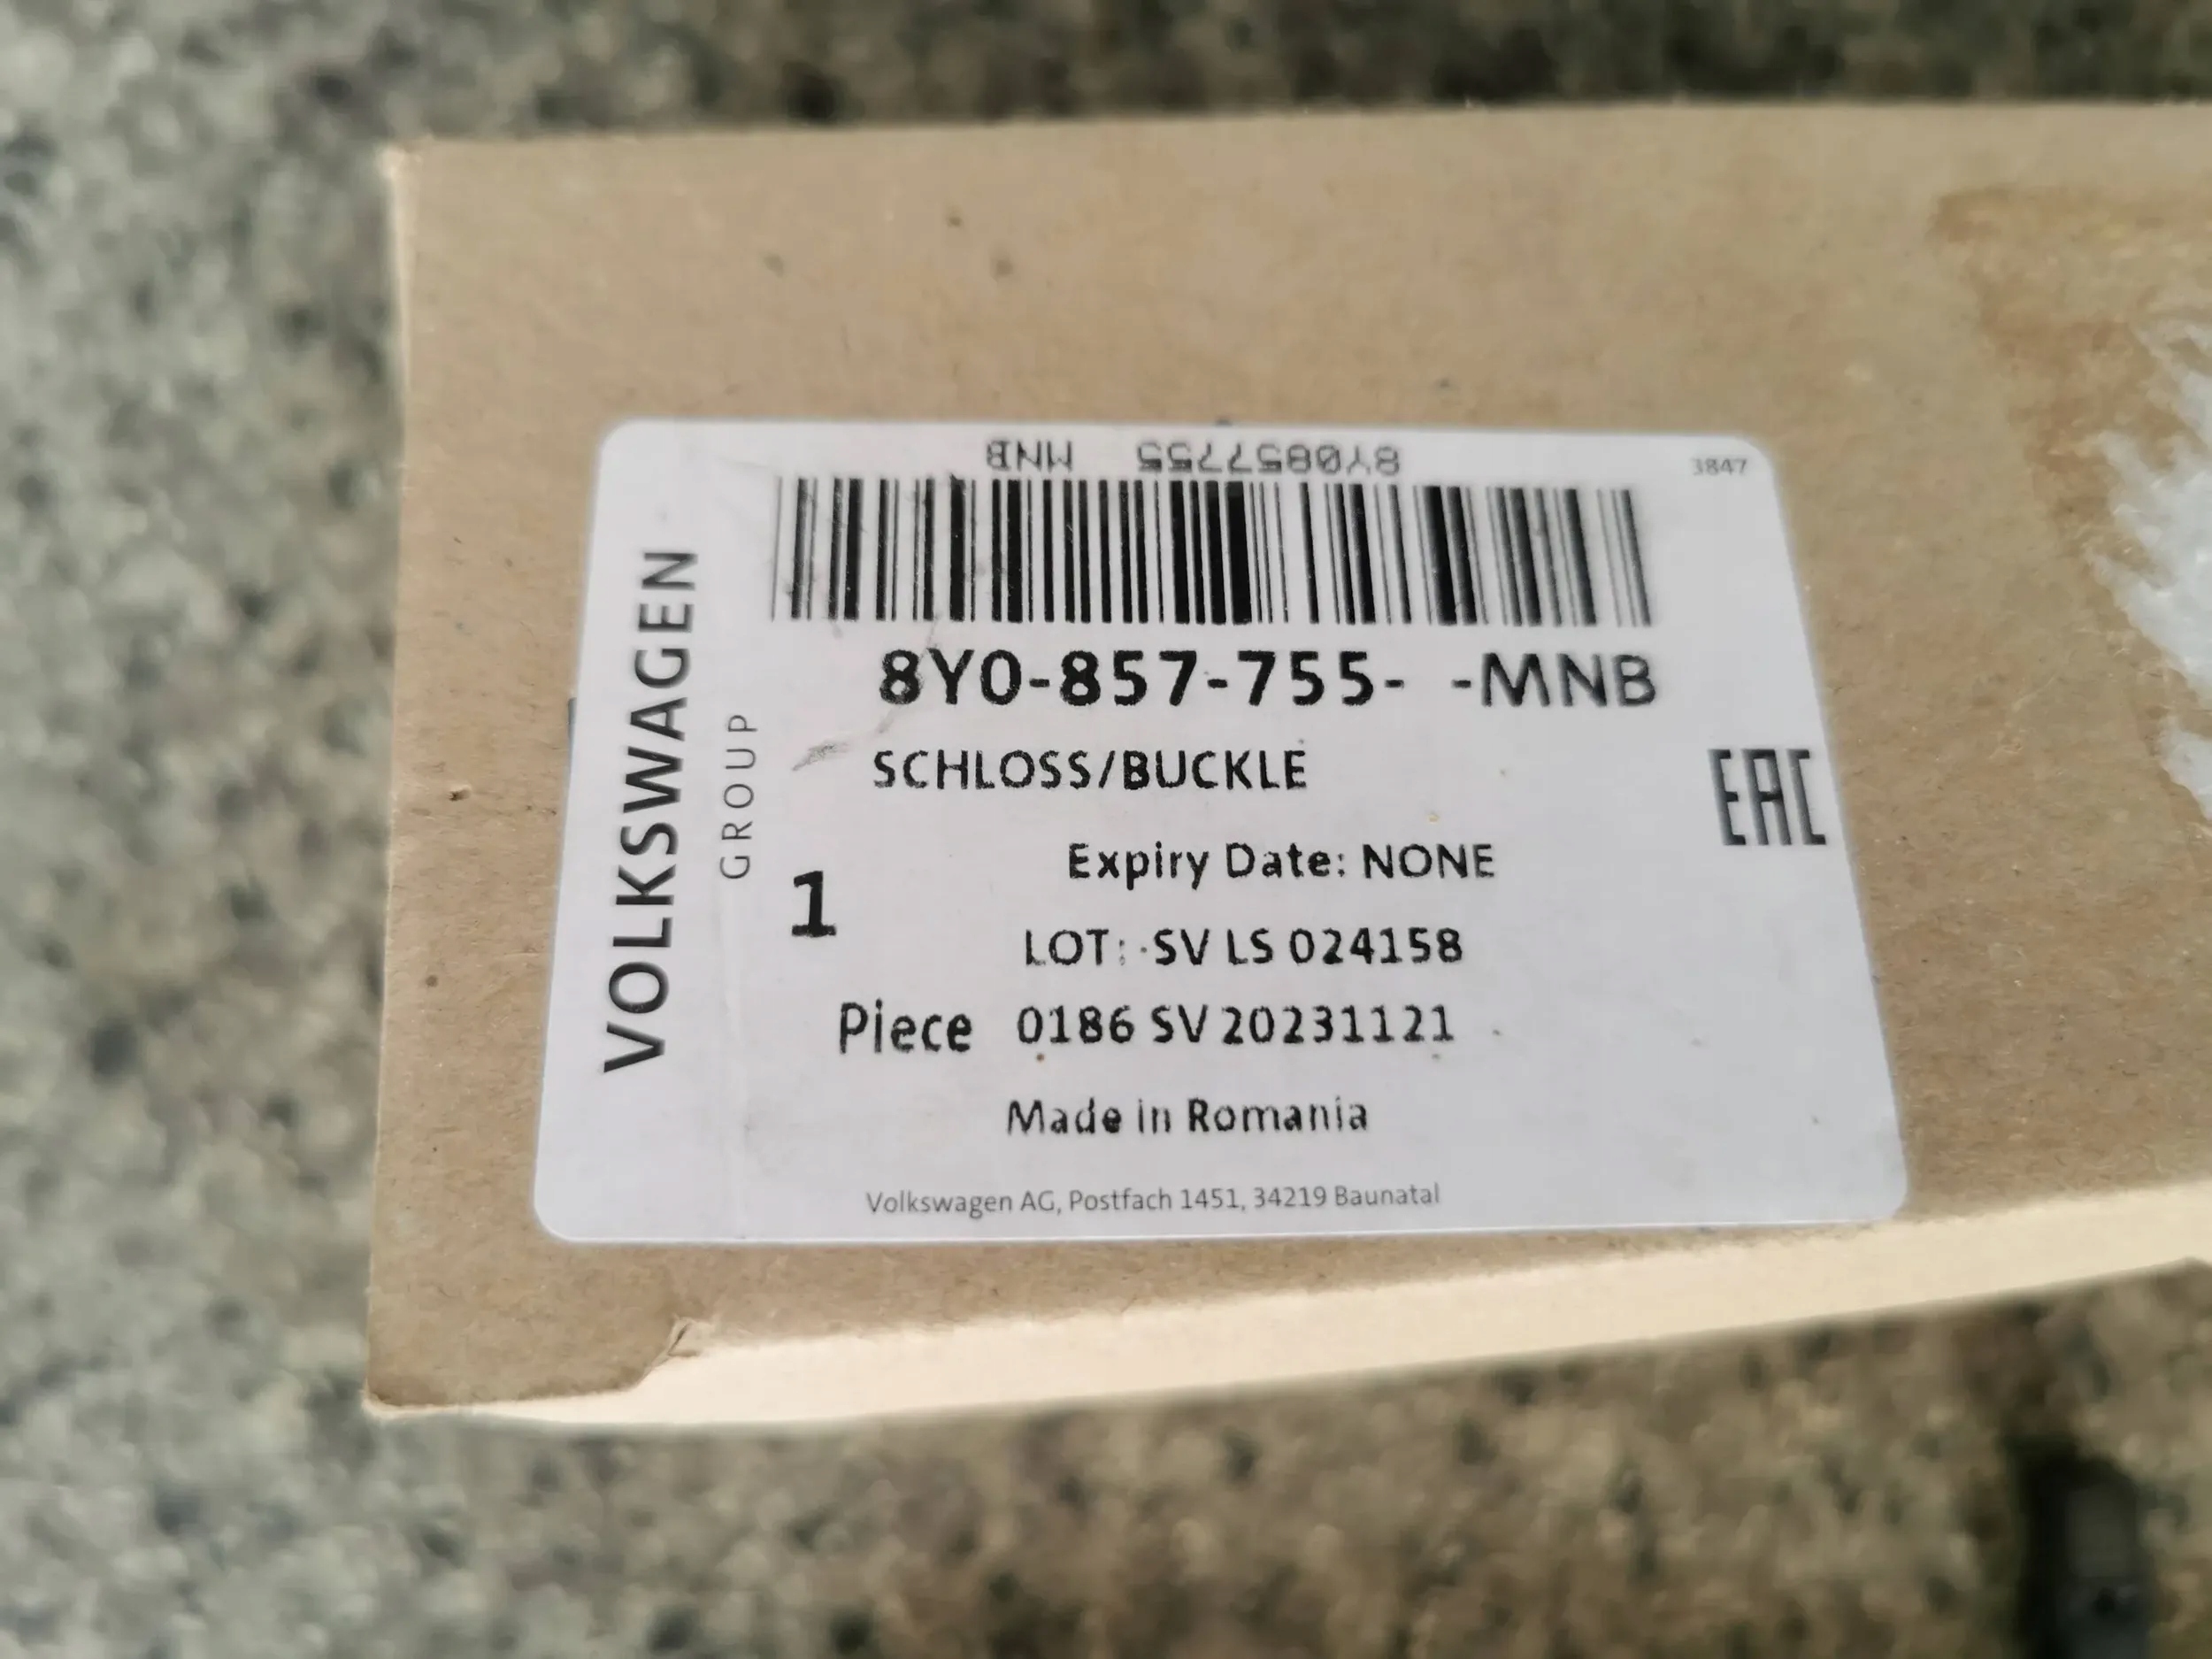 8Y0857755 MNB
3847
VOLKSWAGEN
GROUP
8Y0-857-755- -MNB
SCHLOSS/BUCKLE
EAC
Expiry Date: NONE
1
LOT: SV LS 024158
Piece 0186 SV 20231121
Made in Romania
Volkswagen AG, Postfach 1451, 34219 Baunatal